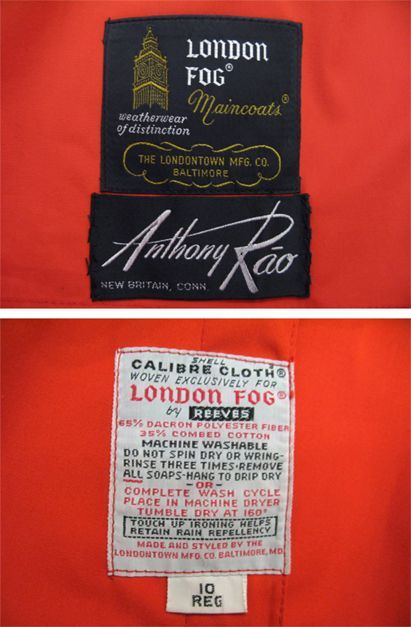 LONDON
FOG®
Maincoats®
weatherwear
of distinction
THE LONDONTOWN MFG. CO.
BALTIMORE
Anthony Rao
NEW BRITAIN, CONN.
SHELL
CALIBRE CLOTH®
WOVEN EXCLUSIVELY FOR
LONDON FOG®
by REEVES
65% DACRON POLYESTER FIBER
35% COMBED COTTON
MACHINE WASHABLE
DO NOT SPIN DRY OR WRING-
RINSE THREE TIMES-REMOVE
ALL SOAPS-HANG TO DRIP DRY
-OR-
COMPLETE WASH CYCLE
PLACE IN MACHINE DRYER
TUMBLE DRY AT 160°
TOUCH UP IRONING HELPS
RETAIN RAIN REPELLENCY
MADE AND STYLED BY THE
LONDONTOWN MFG. CO. BALTIMORE, MD.
10
REG